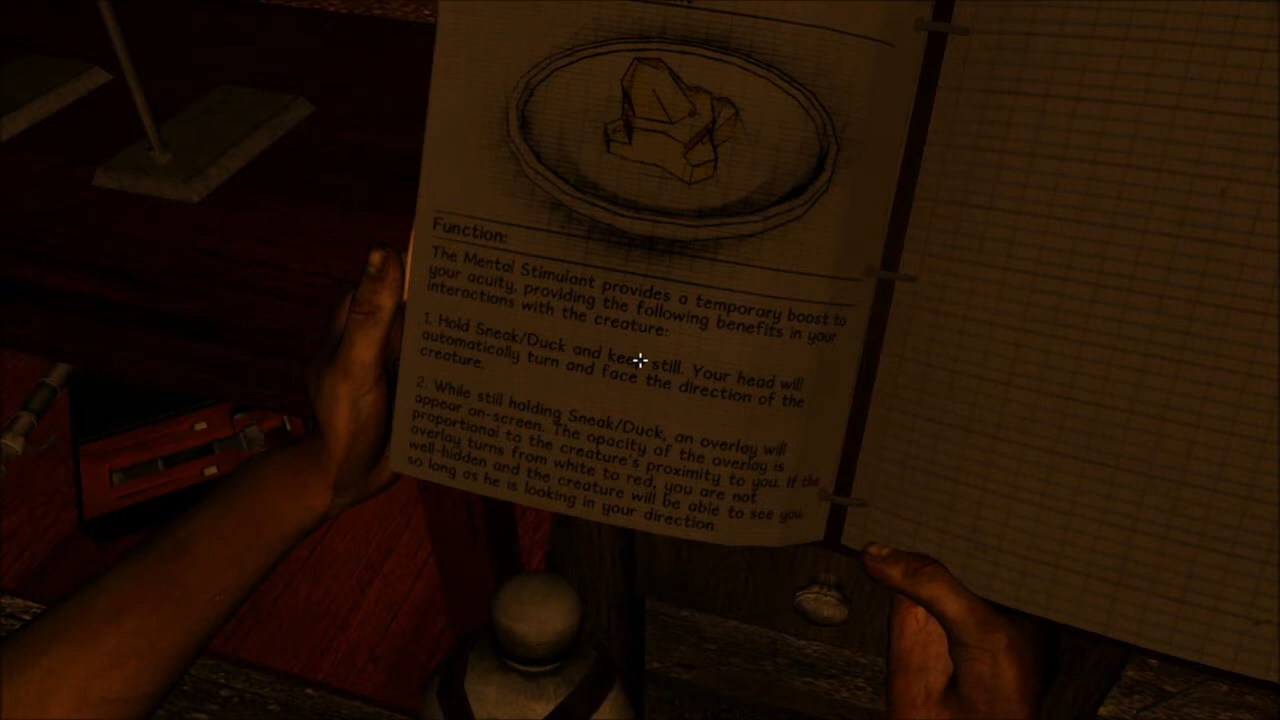 Function:
The Mental Stimulant provides a temporary boost to
your acuity, providing the following benefits in your
interactions with the creature:
1. Hold Sneak/Duck and keep still. Your head will
automatically turn and face the direction of the
creature.
2. While still holding Sneak/Duck, an overlay will
appear on-screen. The opacity of the overlay is
proportional to the creature's proximity to you. If the
overlay turns from white to red, you are not
well-hidden and the creature will be able to see you,
so long as he is looking in your direction.